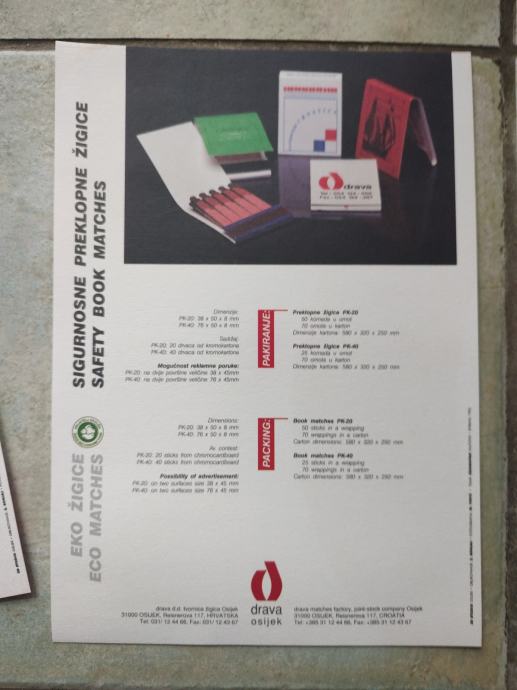 SIGURNOSNE PREKLOPNE ŽIGICE
SAFETY BOOK MATCHES
EKO ŽIGICE
ECO MATCHES
drava
Dimenzije:
PK-20: 38 x 50 x 8 mm
PK-40: 76 x 50 x 8 mm
Sadržaj:
PK-20: 20 drvaca od kromokartona
PK-40: 40 drvaca od kromokartona
Mogućnost reklamne poruke:
PK-20: na dvije površine veličine 38 x 45mm
PK-40: na dvije površine veličine 76 x 45mm
PAKIRANJE:
Preklopne žigice PK-20
50 komada u omot
70 omota u karton
Dimenzije kartona: 580 x 320 x 250 mm
Preklopne žigice PK-40
25 komada u omot
70 omota u karton
Dimenzije kartona: 580 x 320 x 250 mm
Dimensions:
PK-20: 38 x 50 x 8 mm
PK-40: 76 x 50 x 8 mm
As contest:
PK-20: 20 sticks from chromocardboard
PK-40: 40 sticks from chromocardboard
Possibility of advertisement:
PK-20: on two surfaces size 38 x 45 mm
PK-40: on two surfaces size 76 x 45 mm
PACKING:
Book matches PK-20
50 sticks in a wrapping
70 wrappings in a carton
Carton dimensions: 580 x 320 x 250 mm
Book matches PK-40
25 sticks in a wrapping
70 wrappings in a carton
Carton dimensions: 580 x 320 x 250 mm
drava
osijek
drava d.d. tvornica žigica Osijek
31000 OSIJEK, Reisnerova 117, HRVATSKA
Tel: 031/ 12 44 66, Fax: 031/ 12 43 67
drava matches factory, joint-stock company Osijek
31000 OSIJEK, Reisnerova 117, CROATIA
Tel: +385 31 12 44 66, Fax: +385 31 12 43 67